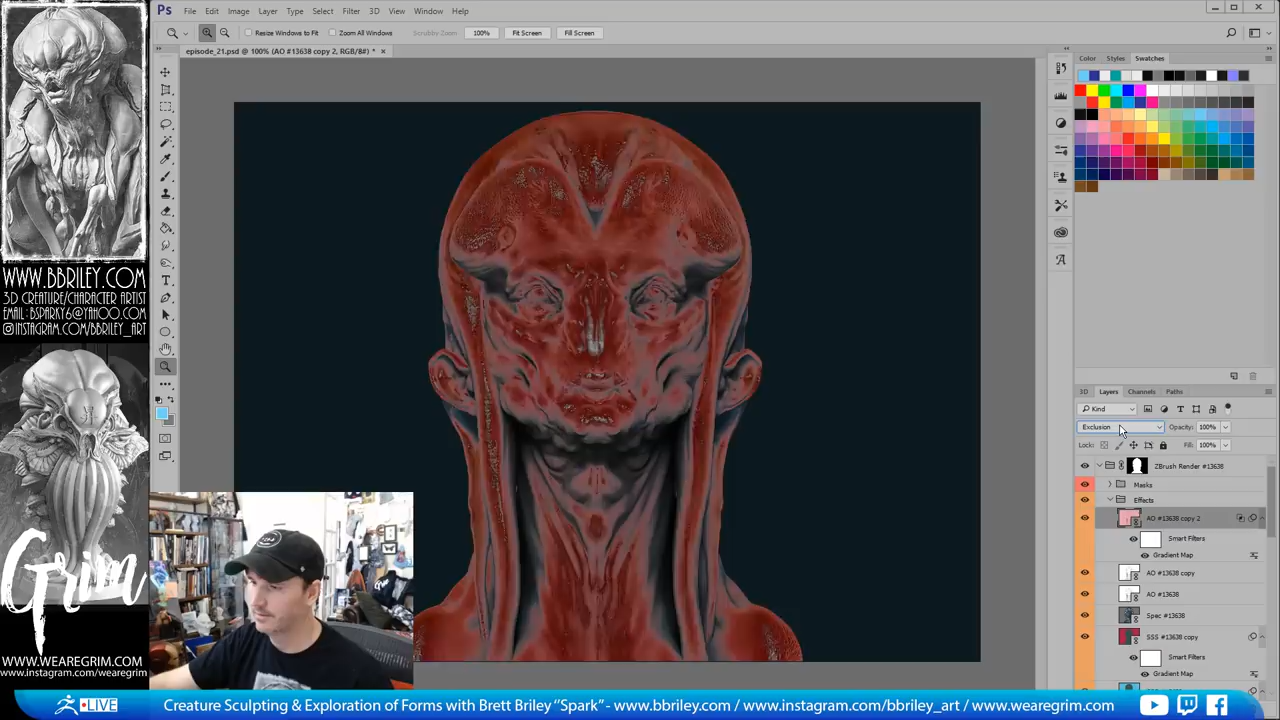 WWW.BBRILEY.COM
3D CREATURE/CHARACTER ARTIST
EMAIL: BSPARKY6@YAHOO.COM
INSTAGRAM.COM/BBRILEY_ART
Grim
WWW.WEAREGRIM.COM
www.instagram.com/wearegrim
Ps File Edit Image Layer Type Select Filter 3D View Window Help
Resize Windows to Fit Zoom All Windows Scrubby Zoom 100% Fit Screen Fill Screen
episode_21.psd @ 100% (AO #13638 copy 2, RGB/8#) *
Color Styles Swatches
3D Layers Channels Paths
Kind
Exclusion Opacity: 100%
Lock: Fill: 100%
ZBrush Render #13638
Masks
Effects
AO #13638 copy 2
Smart Filters
Gradient Map
AO #13638 copy
AO #13638
Spec #13638
SSS #13638 copy
Smart Filters
Gradient Map
LIVE Creature Sculpting & Exploration of Forms with Brett Briley "Spark" - www.bbriley.com / www.instagram.com/bbriley_art / www.wearegrim.com